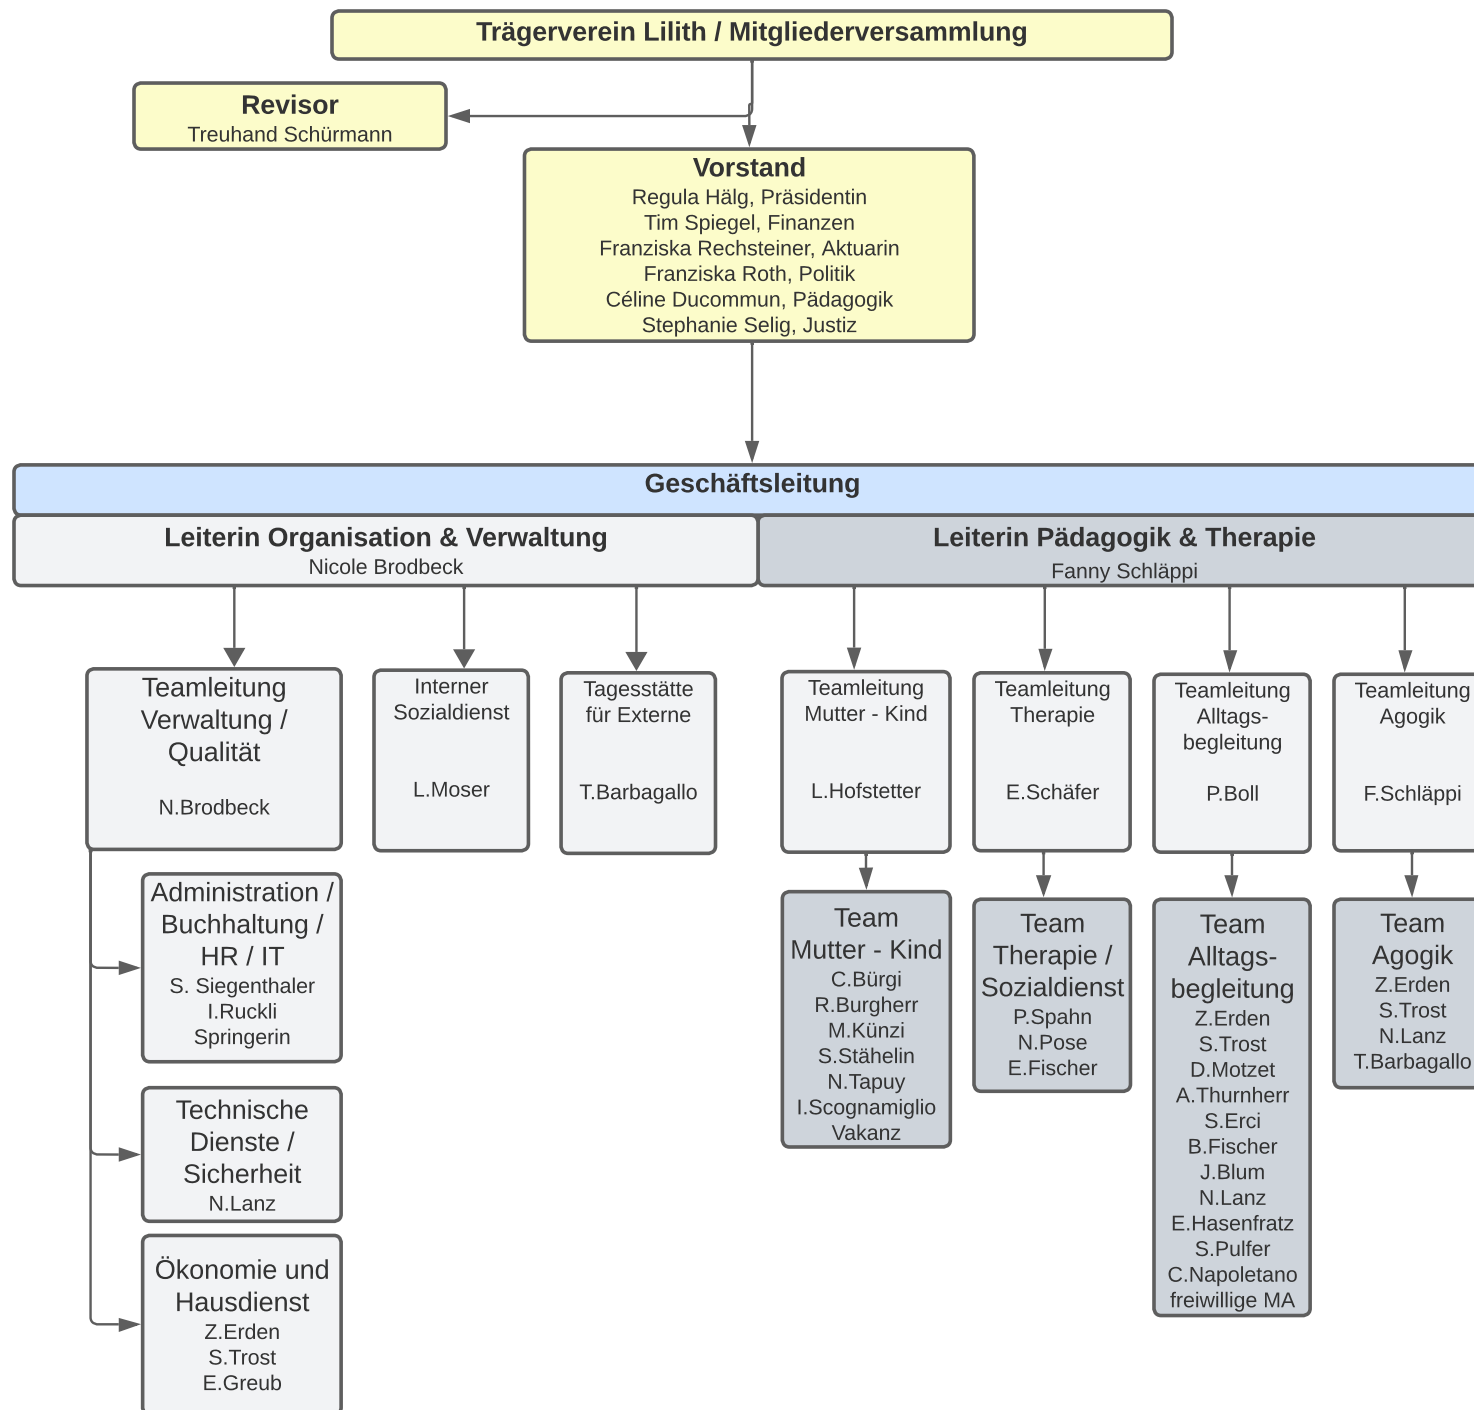 Trägerverein Lilith / Mitgliederversammlung
Revisor
Treuhand Schürmann
Vorstand
Regula Hälg, Präsidentin
Tim Spiegel, Finanzen
Franziska Rechsteiner, Aktuarin
Franziska Roth, Politik
Céline Ducommun, Pädagogik
Stephanie Selig, Justiz
Geschäftsleitung
Leiterin Organisation & Verwaltung
Nicole Brodbeck
Leiterin Pädagogik & Therapie
Fanny Schläppi
Teamleitung
Verwaltung /
Qualität
N.Brodbeck
Interner
Sozialdienst
L.Moser
Tagesstätte
für Externe
T.Barbagallo
Teamleitung
Mutter - Kind
L.Hofstetter
Teamleitung
Therapie
E.Schäfer
Teamleitung
Alltags-
begleitung
P.Boll
Teamleitung
Agogik
F.Schläppi
Administration /
Buchhaltung /
HR / IT
S. Siegenthaler
I.Ruckli
Springerin
Technische
Dienste /
Sicherheit
N.Lanz
Ökonomie und
Hausdienst
Z.Erden
S.Trost
E.Greub
Team
Mutter - Kind
C.Bürgi
R.Burgherr
M.Künzi
S.Stähelin
N.Tapuy
I.Scognamiglio
Vakanz
Team
Therapie /
Sozialdienst
P.Spahn
N.Pose
E.Fischer
Team
Alltags-
begleitung
Z.Erden
S.Trost
D.Motzet
A.Thurnherr
S.Erci
B.Fischer
J.Blum
N.Lanz
E.Hasenfratz
S.Pulfer
C.Napoletano
freiwillige MA
Team
Agogik
Z.Erden
S.Trost
N.Lanz
T.Barbagallo